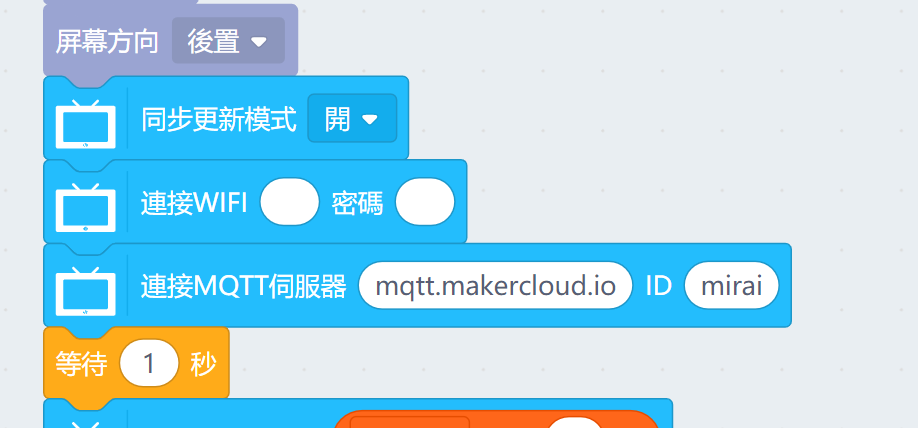 屏幕方向 後置
同步更新模式 開
連接WIFI 密碼
連接MQTT伺服器 mqtt.makercloud.io ID mirai
等待 1 秒